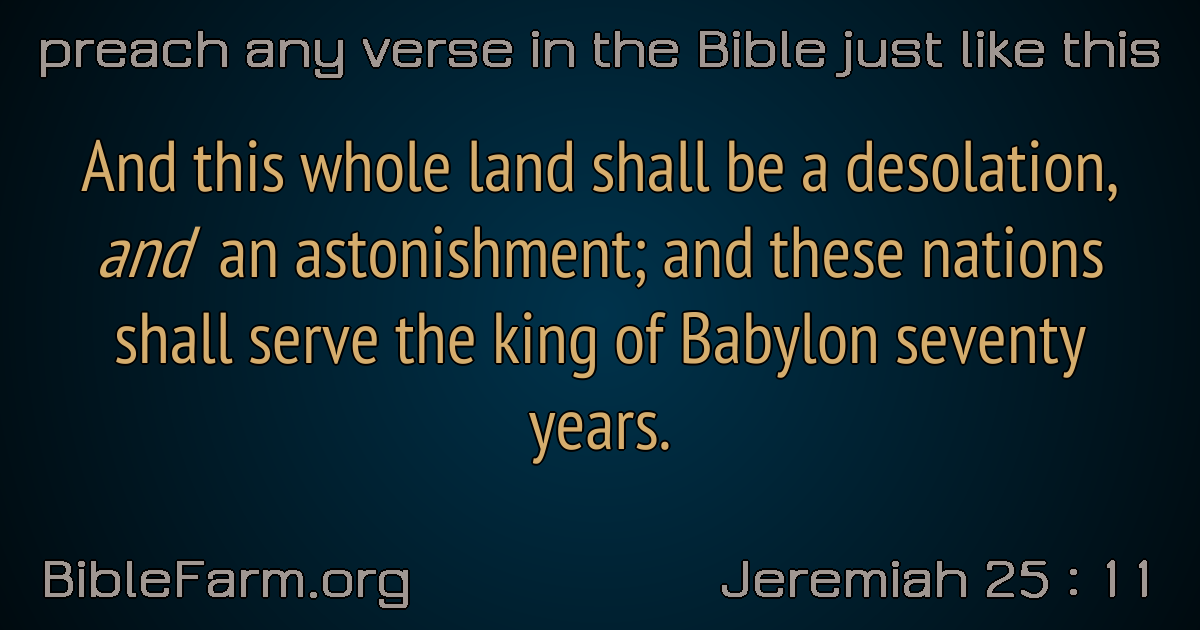 preach any verse in the Bible just like this
And this whole land shall be a desolation,
and an astonishment; and these nations
shall serve the king of Babylon seventy
years.
BibleFarm.org
Jeremiah 25 : 11